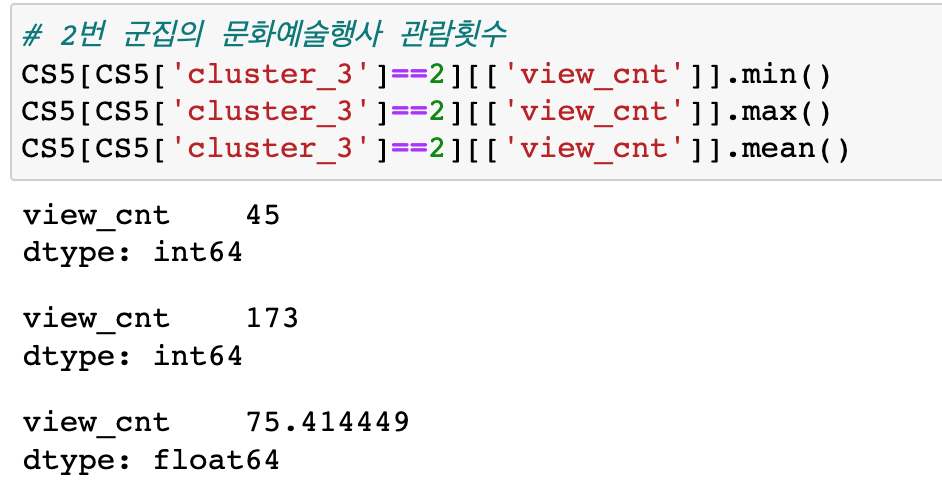 # 2번 군집의 문화예술행사 관람횟수
CS5[CS5['cluster_3']==2][['view_cnt']].min()
CS5[CS5['cluster_3']==2][['view_cnt']].max()
CS5[CS5['cluster_3']==2][['view_cnt']].mean()
view_cnt    45
dtype: int64
view_cnt    173
dtype: int64
view_cnt    75.414449
dtype: float64